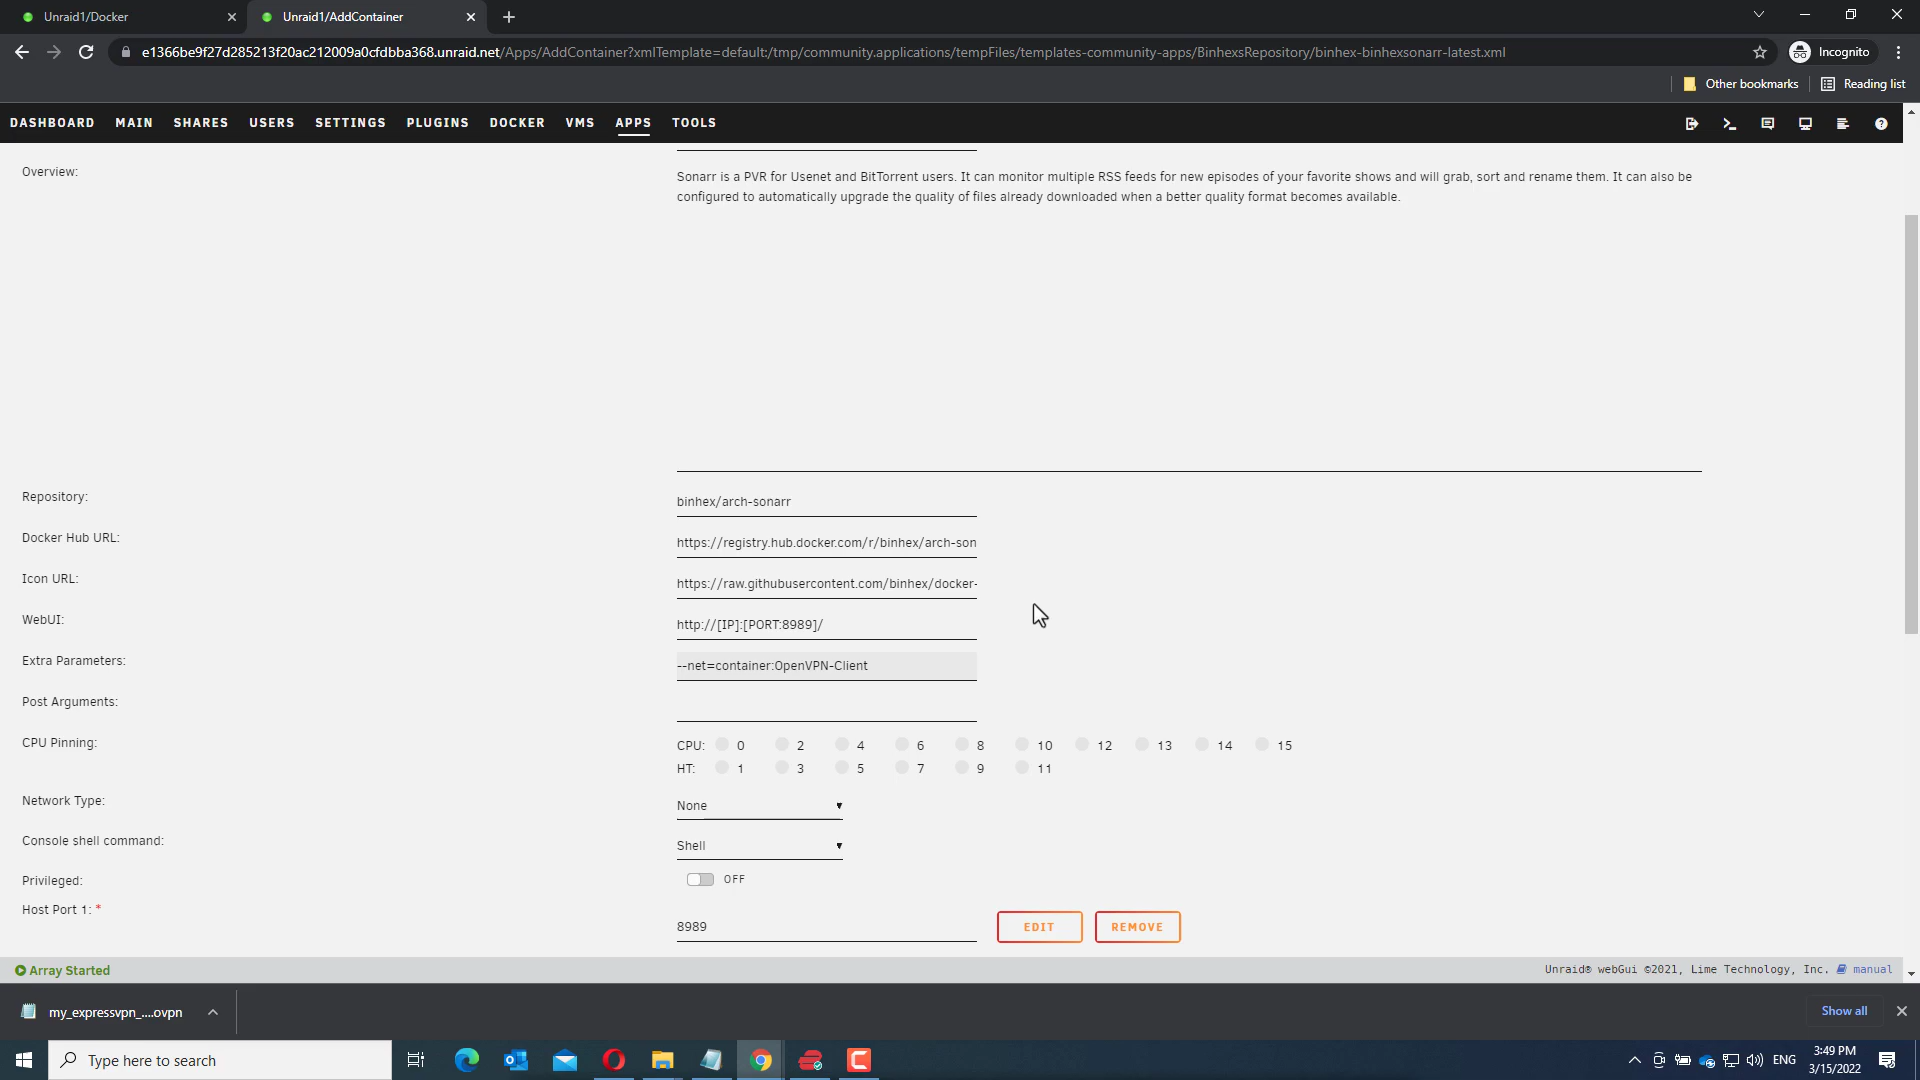 Unraid1/Docker
Unraid1/AddContainer
e1366be9f27d285213f20ac212009a0cfdbba368.unraid.net/Apps/AddContainer?xmlTemplate=default:/tmp/community.applications/tempFiles/templates-community-apps/BinhexsRepository/binhex-binhexsonarr-latest.xml
Incognito
Other bookmarks
Reading list
DASHBOARD MAIN SHARES USERS SETTINGS PLUGINS DOCKER VMS APPS TOOLS
Overview:
Sonarr is a PVR for Usenet and BitTorrent users. It can monitor multiple RSS feeds for new episodes of your favorite shows and will grab, sort and rename them. It can also be
configured to automatically upgrade the quality of files already downloaded when a better quality format becomes available.
Repository:
binhex/arch-sonarr
Docker Hub URL:
https://registry.hub.docker.com/r/binhex/arch-son
Icon URL:
https://raw.githubusercontent.com/binhex/docker-
WebUI:
http://[IP]:[PORT:8989]/
Extra Parameters:
--net=container:OpenVPN-Client
Post Arguments:
CPU Pinning:
CPU: 0 2 4 6 8 10 12 13 14 15
HT: 1 3 5 7 9 11
Network Type:
None
Console shell command:
Shell
Privileged:
OFF
Host Port 1: *
8989
EDIT
REMOVE
Array Started
Unraid® webGui ©2021, Lime Technology, Inc. manual
my_expressvpn_....ovpn
Show all
Type here to search
ENG
3:49 PM
3/15/2022